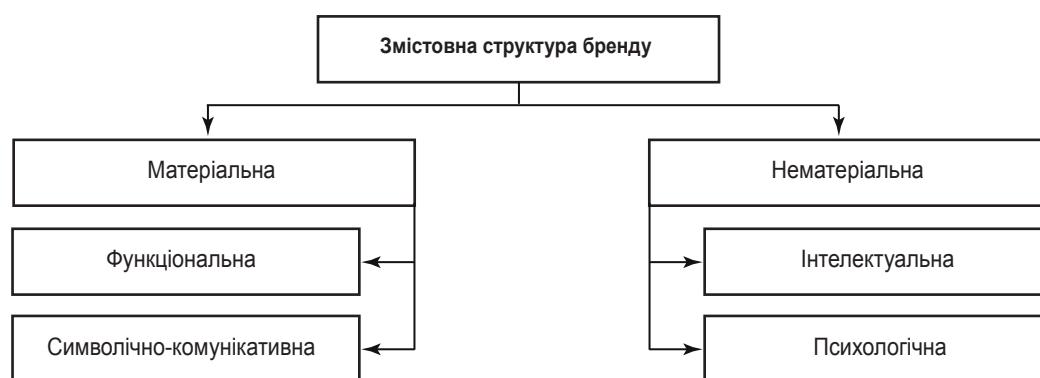 Змістовна структура бренду
Матеріальна
Нематеріальна
Функціональна
Інтелектуальна
Символічно-комунікативна
Психологічна